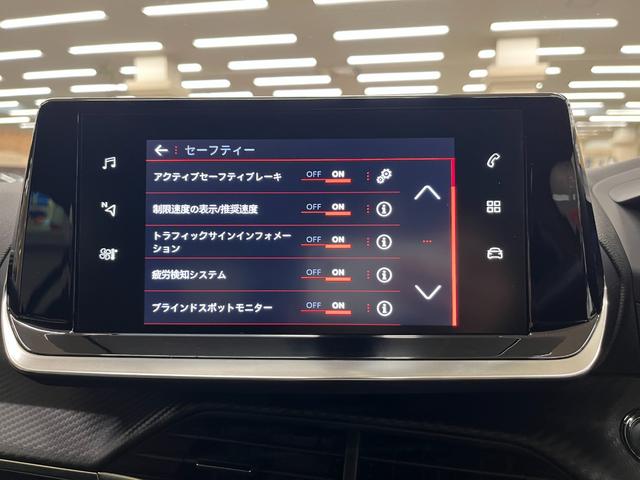 セーフティー
アクティブセーフティブレーキ OFF ON
制限速度の表示/推奨速度 OFF ON
トラフィックサインインフォメー
ション OFF ON
疲労検知システム OFF ON
ブラインドスポットモニター OFF ON
N